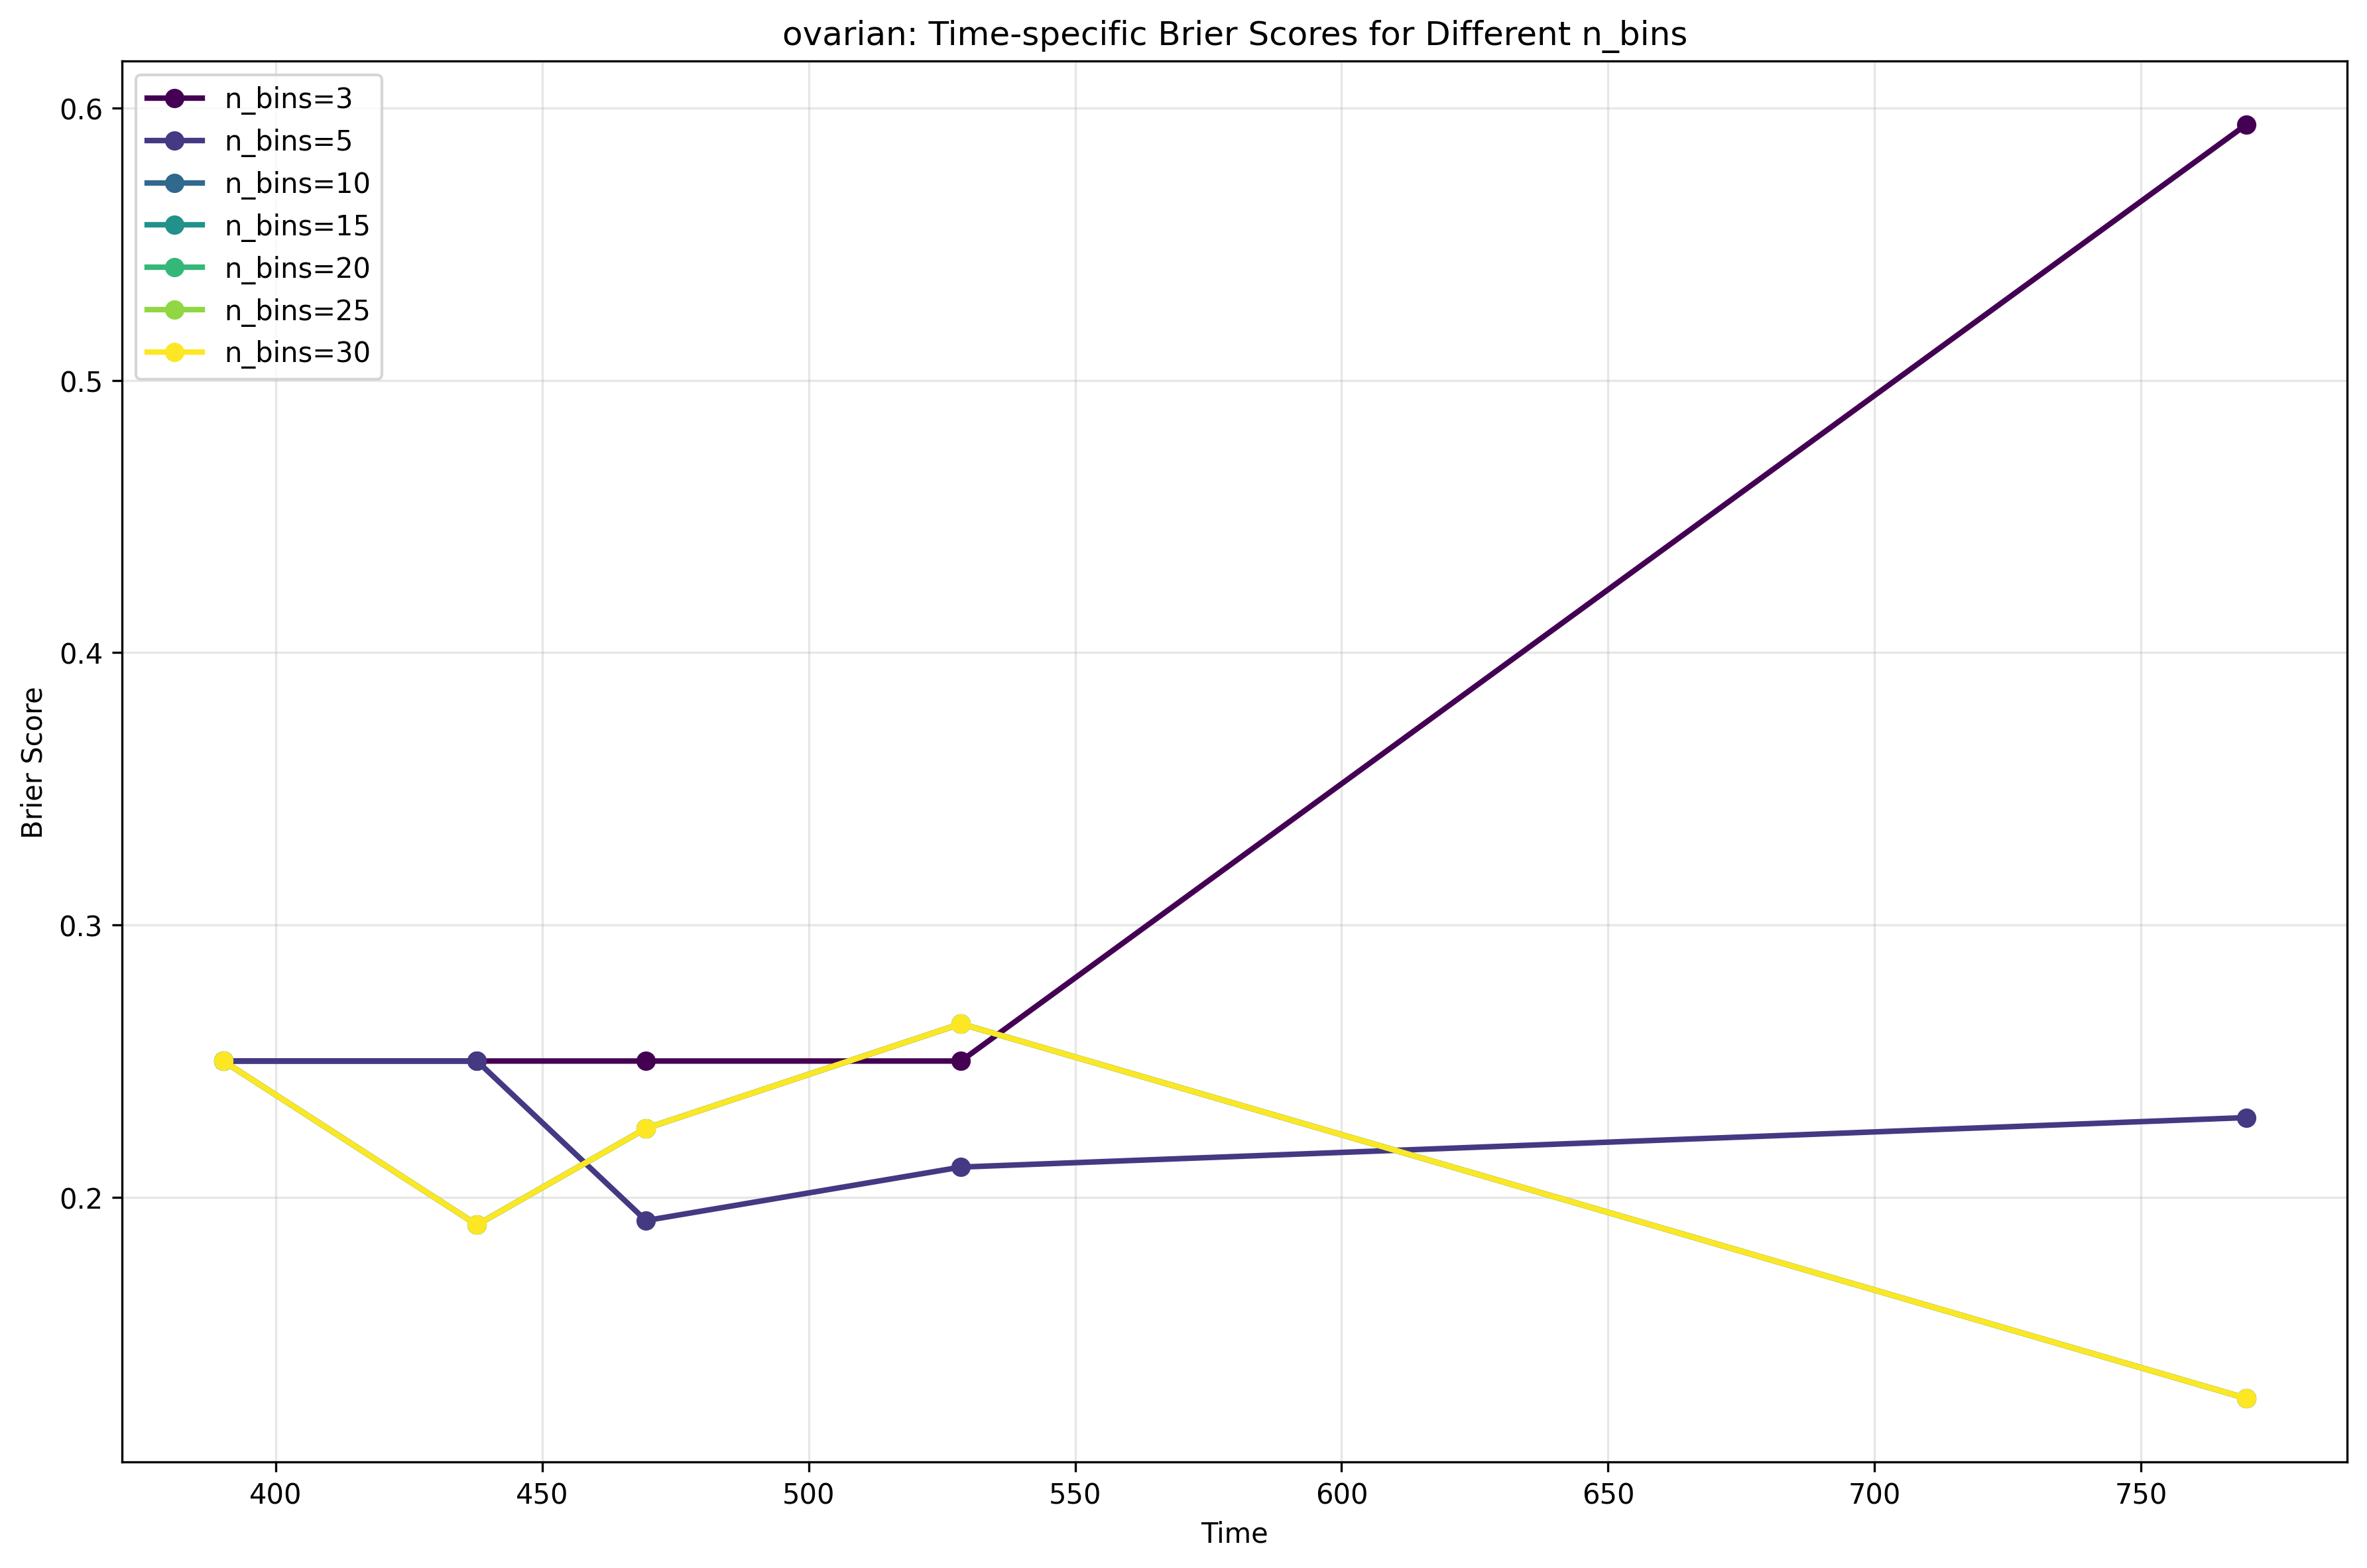 ovarian: Time-specific Brier Scores for Different n_bins
n_bins=3
n_bins=5
n_bins=10
n_bins=15
n_bins=20
n_bins=25
n_bins=30
0.6
0.5
0.4
0.3
0.2
Brier Score
400 450 500 550 600 650 700 750
Time